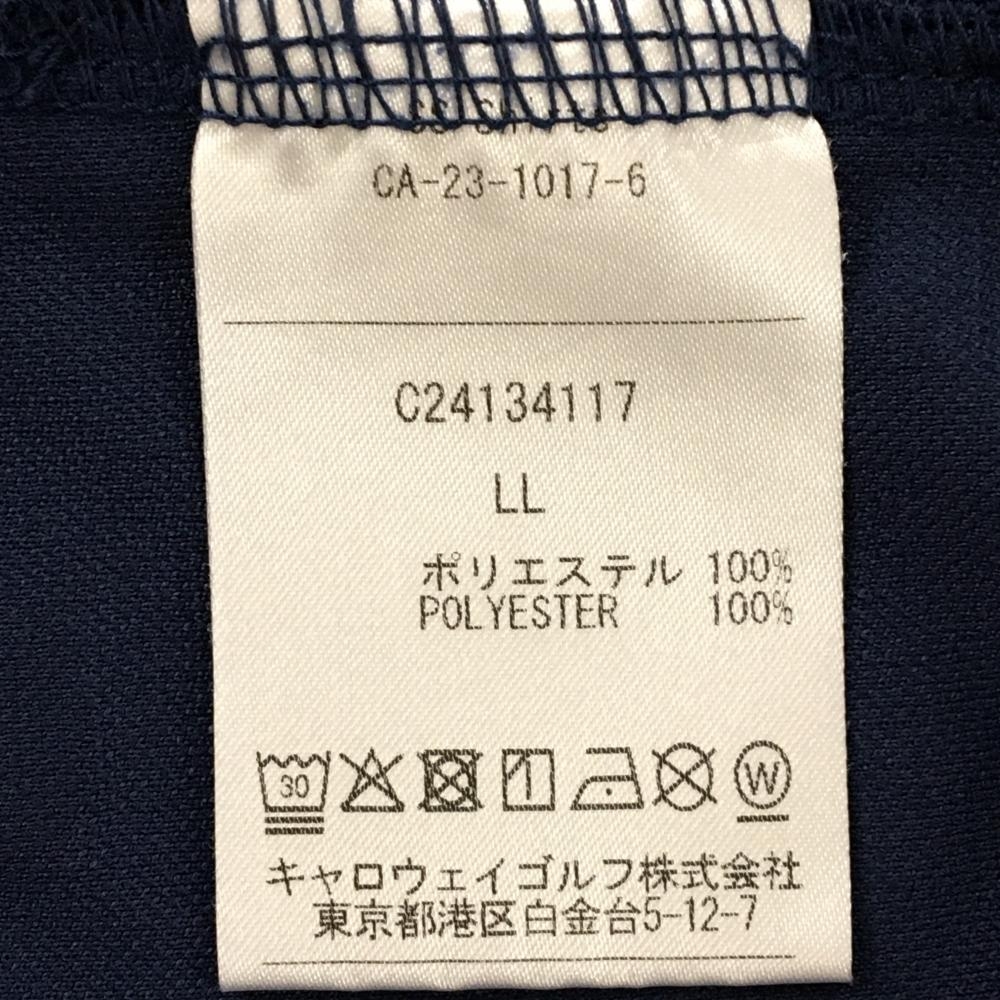 CA-23-1017-6
C24134117
LL
ポリエステル 100%
POLYESTER 100%
30 W
キャロウェイゴルフ株式会社
東京都港区白金台5-12-7